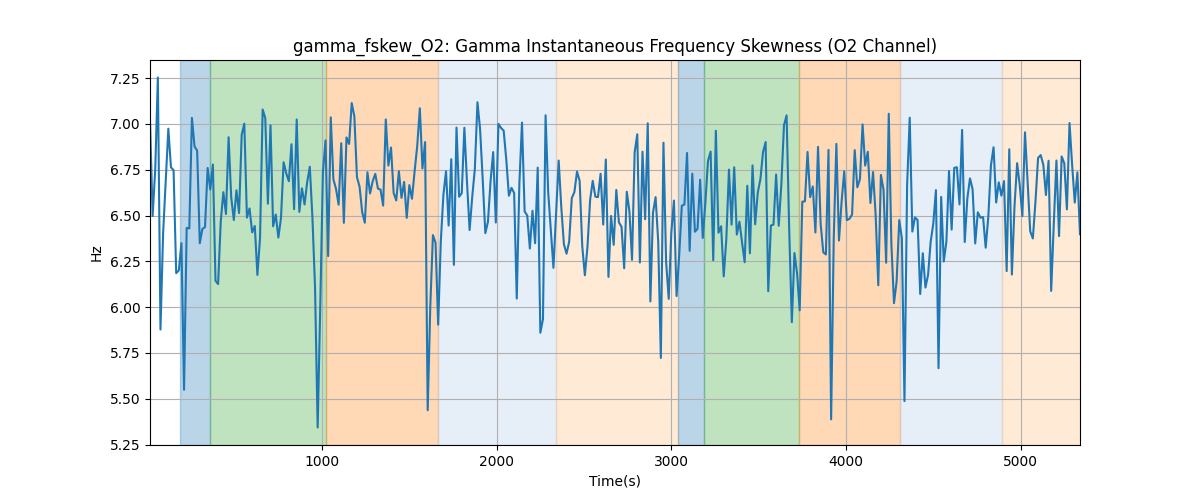 gamma_fskew_O2: Gamma Instantaneous Frequency Skewness (O2 Channel)
7.25
7.00
6.75
6.50
6.25
6.00
5.75
5.50
5.25
Hz
1000 2000 3000 4000 5000
Time(s)